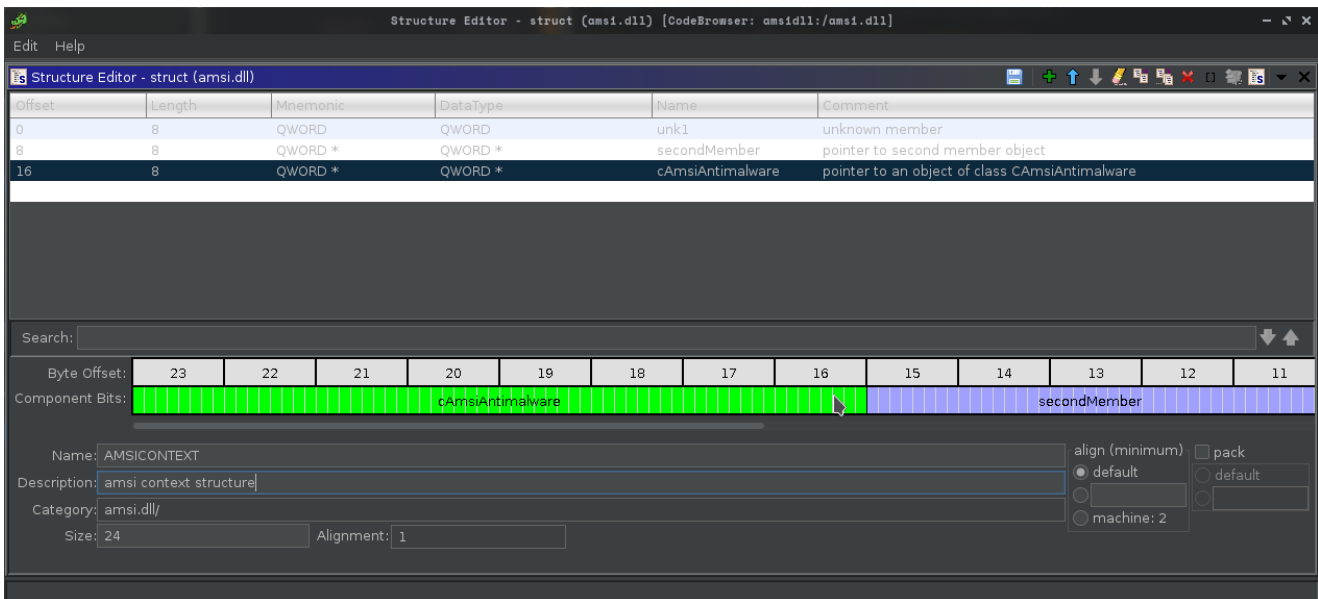 Structure Editor - struct (amsi.dll) [CodeBrowser: amsidll:/amsi.dll]
Edit Help
Structure Editor - struct (amsi.dll)
Offset Length Mnemonic DataType Name Comment
0 8 QWORD QWORD unk1 unknown member
8 8 QWORD * QWORD * secondMember pointer to second member object
16 8 QWORD * QWORD * cAmsiAntimalware pointer to an object of class CAmsiAntimalware
Search:
Byte Offset: 23 22 21 20 19 18 17 16 15 14 13 12 11
Component Bits: cAmsiAntimalware secondMember
Name: AMSICONTEXT
Description: amsi context structure
Category: amsi.dll/
Size: 24 Alignment: 1
align (minimum) pack
default default
machine: 2